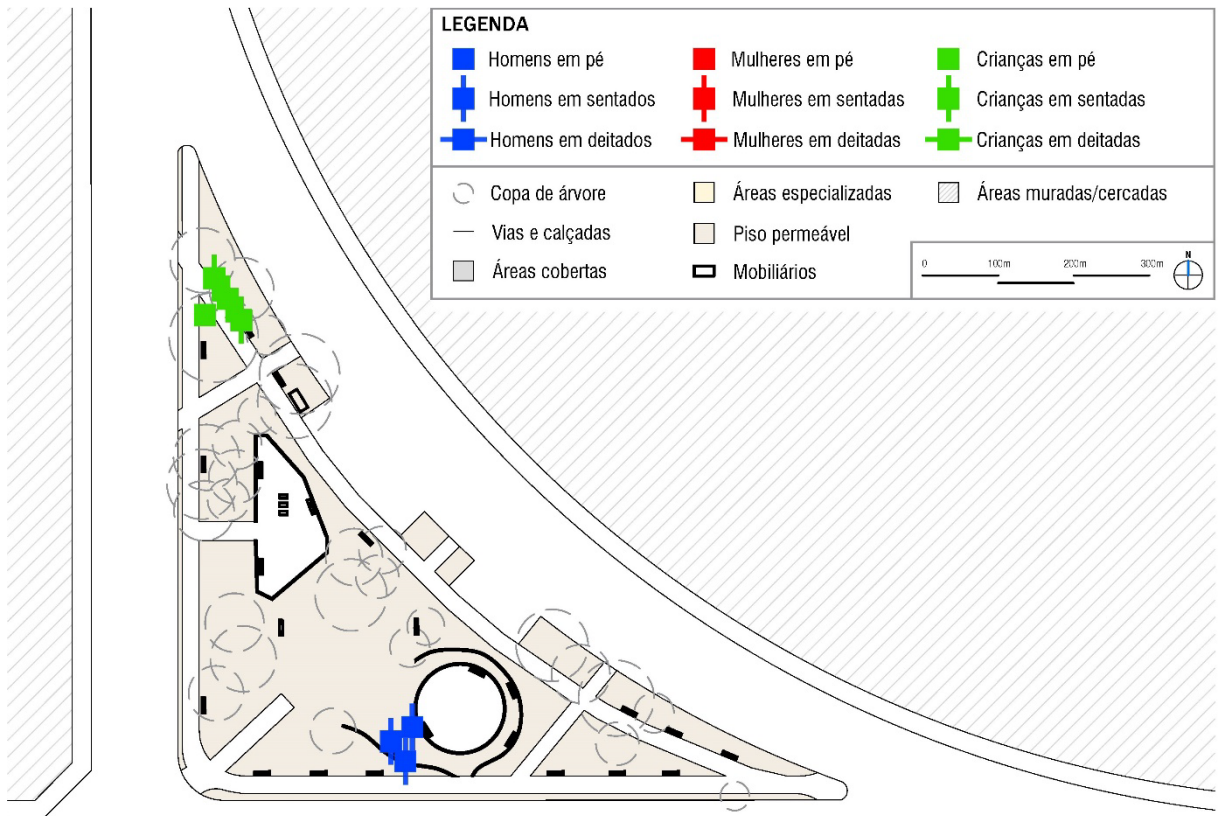 LEGENDA
Homens em pé
Mulheres em pé
Crianças em pé
Homens em sentados
Mulheres em sentadas
Crianças em sentadas
Homens em deitados
Mulheres em deitadas
Crianças em deitadas
Copa de árvore
Áreas especializadas
Áreas muradas/cercadas
Vias e calçadas
Piso permeável
Áreas cobertas
Mobiliários
0 100m 200m 300m
N